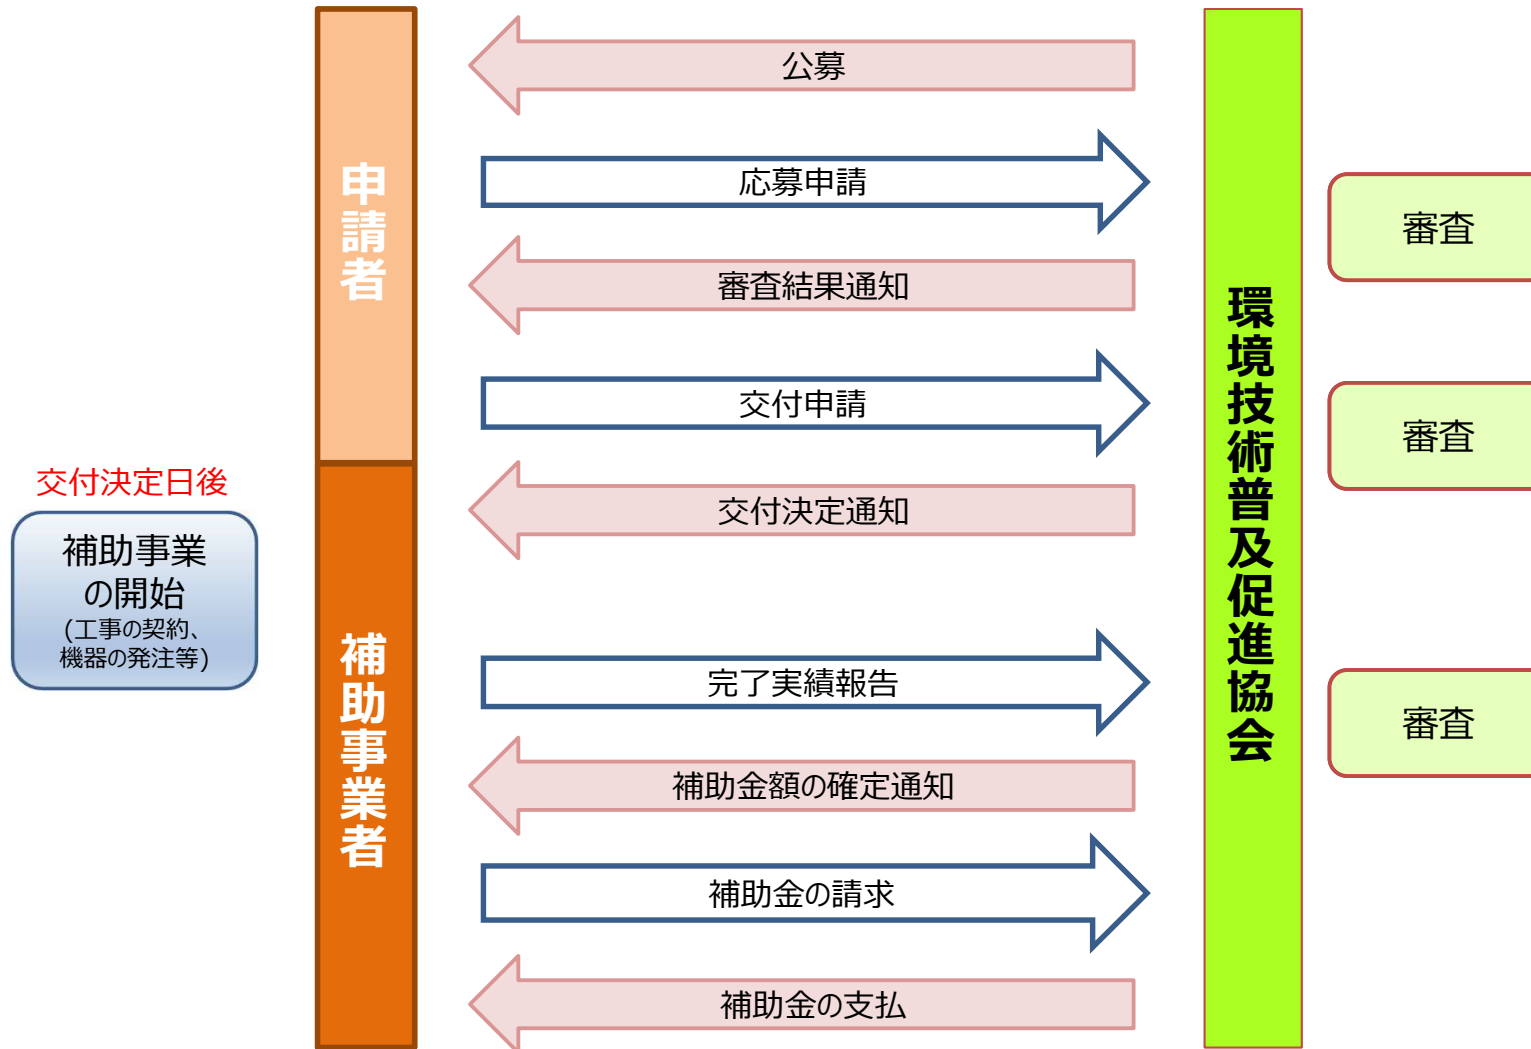 公募
応募申請
審査
審査結果通知
申請者
交付申請
審査
交付決定通知
交付決定日後
補助事業
の開始
(工事の契約、
機器の発注等)
環境技術普及促進協会
補助事業者
完了実績報告
審査
補助金額の確定通知
補助金の請求
補助金の支払